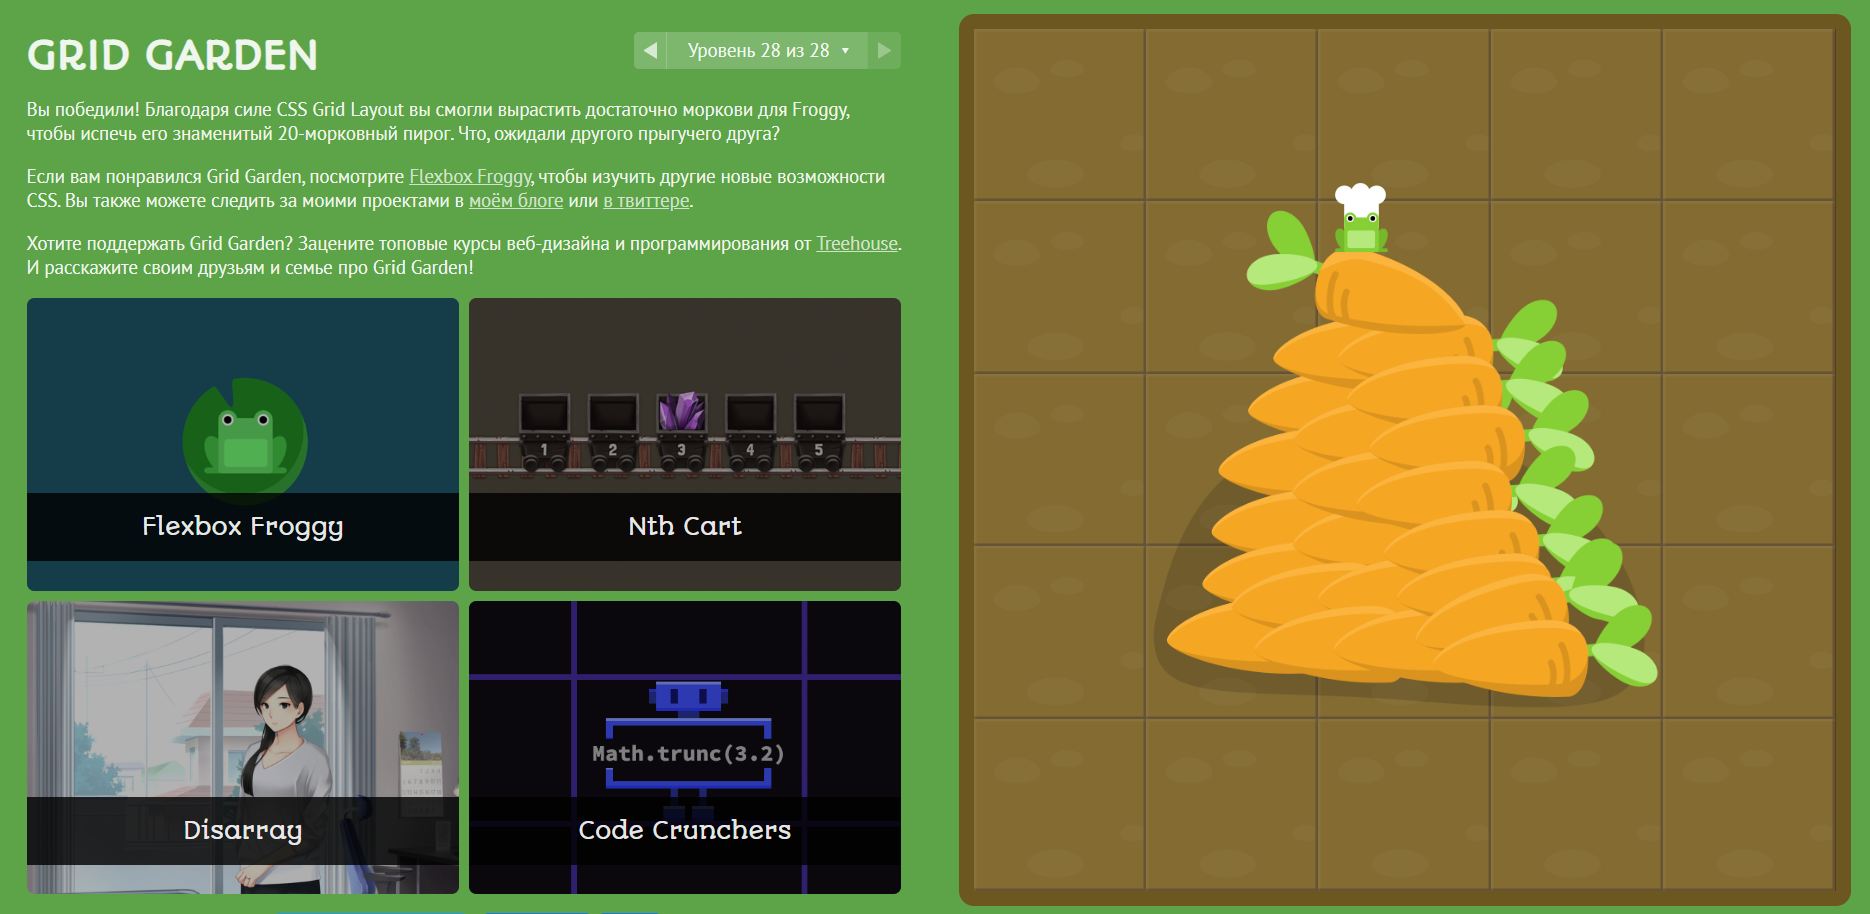 GRID GARDEN
Уровень 28 из 28
Вы победили! Благодаря силе CSS Grid Layout вы смогли вырастить достаточно моркови для Froggy,
чтобы испечь его знаменитый 20-морковный пирог. Что, ожидали другого прыгучего друга?
Если вам понравился Grid Garden, посмотрите Flexbox Froggy, чтобы изучить другие новые возможности
CSS. Вы также можете следить за моими проектами в моём блоге или в твиттере.
Хотите поддержать Grid Garden? Зацените топовые курсы веб-дизайна и программирования от Treehouse.
И расскажите своим друзьям и семье про Grid Garden!
Flexbox Froggy
1 2 3 4 5
Nth Cart
Disarray
Math.trunc(3.2)
Code Crunchers